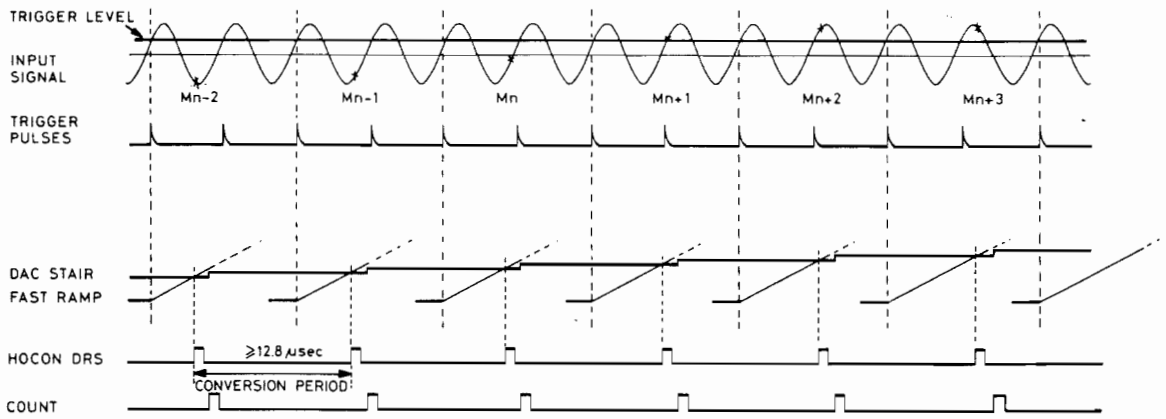 TRIGGER LEVEL
INPUT
SIGNAL
Mn-2 Mn-1 Mn Mn+1 Mn+2 Mn+3
TRIGGER
PULSES
DAC STAIR
FAST RAMP
HOCON DRS
⩾12.8 µsec
CONVERSION PERIOD
COUNT